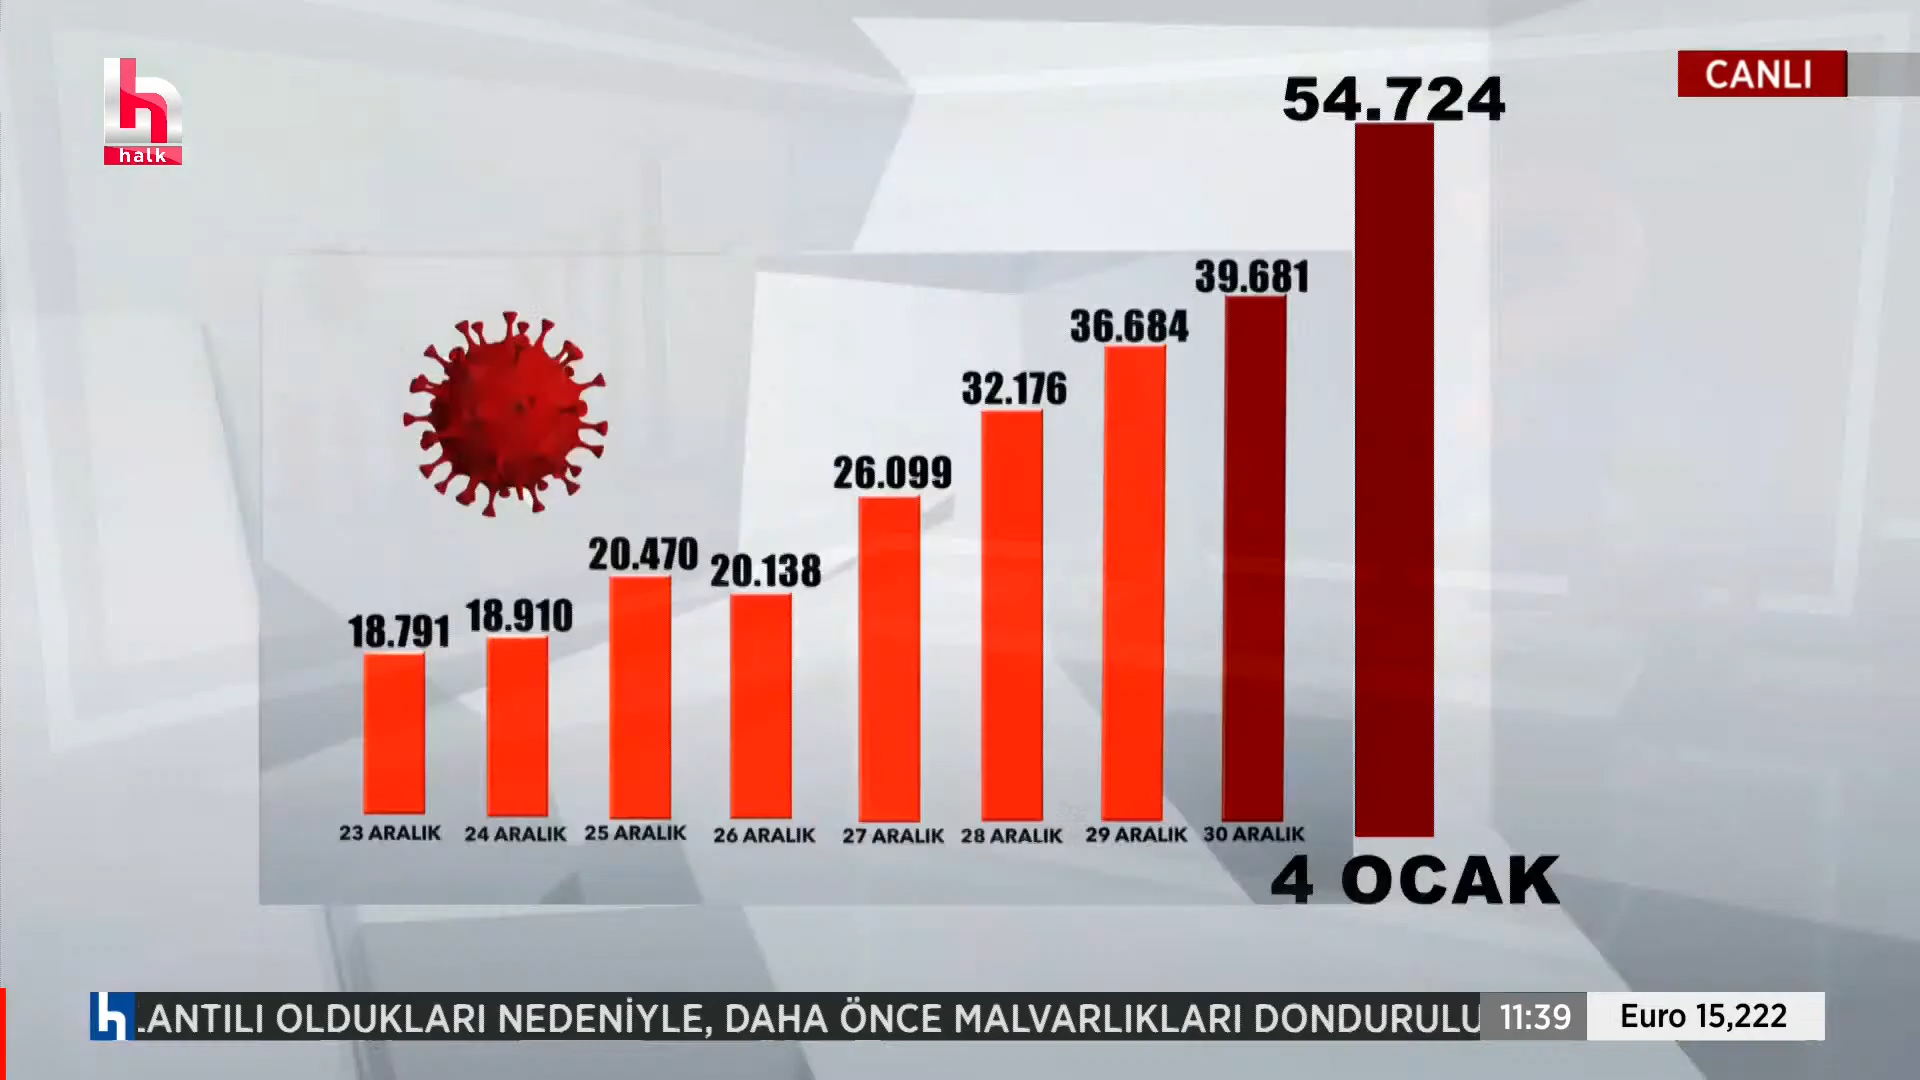 halk
CANLI
54.724
39.681
36.684
32.176
26.099
20.470
20.138
18.910
18.791
23 ARALIK
24 ARALIK
25 ARALIK
26 ARALIK
27 ARALIK
28 ARALIK
29 ARALIK
30 ARALIK
4 OCAK
LANTILI OLDUKLARI NEDENİYLE, DAHA ÖNCE MALVARLIKLARI DONDURULU
11:39
Euro 15,222